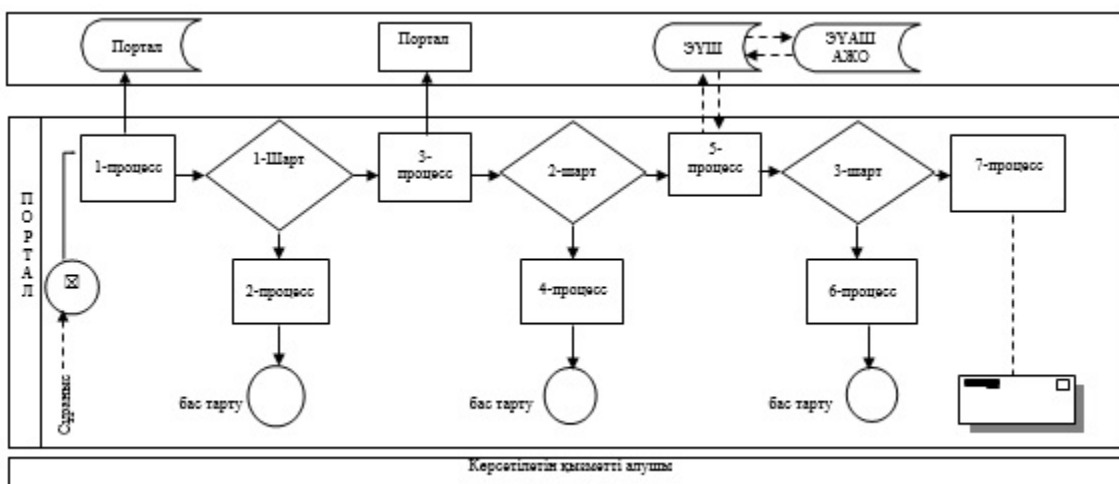 Портал
Портал
ЭҮШ
ЭҮАШ
АЖО
ПОРТАЛ
1-процесс
1-Шарт
3-
процесс
2-шарт
5-
процесс
3-шарт
7-процесс
2-процесс
4-процесс
6-процесс
Сұраныс
бас тарту
бас тарту
бас тарту
Көрсетілетін қызметті алушы